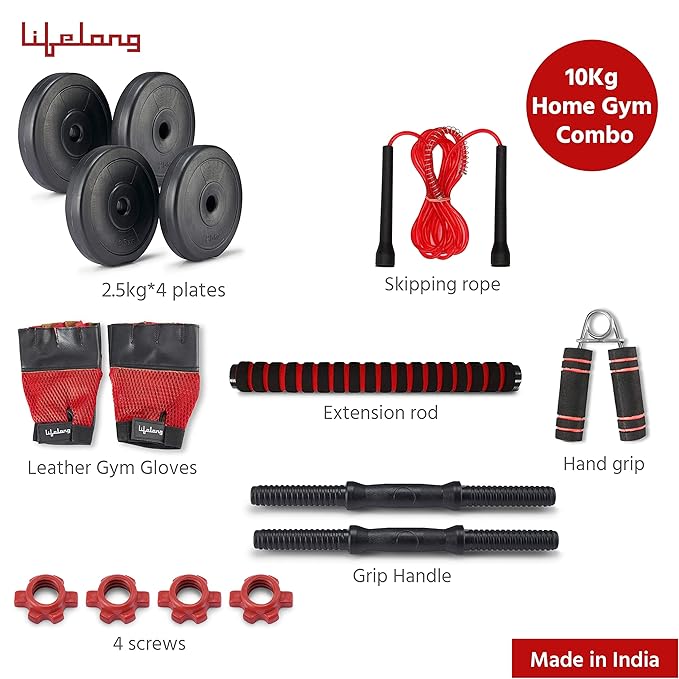 Lifelong
10Kg
Home Gym
Combo
2.5kg*4 plates
Skipping rope
Lifelong
Leather Gym Gloves
Extension rod
Hand grip
Grip Handle
4 screws
Made in India